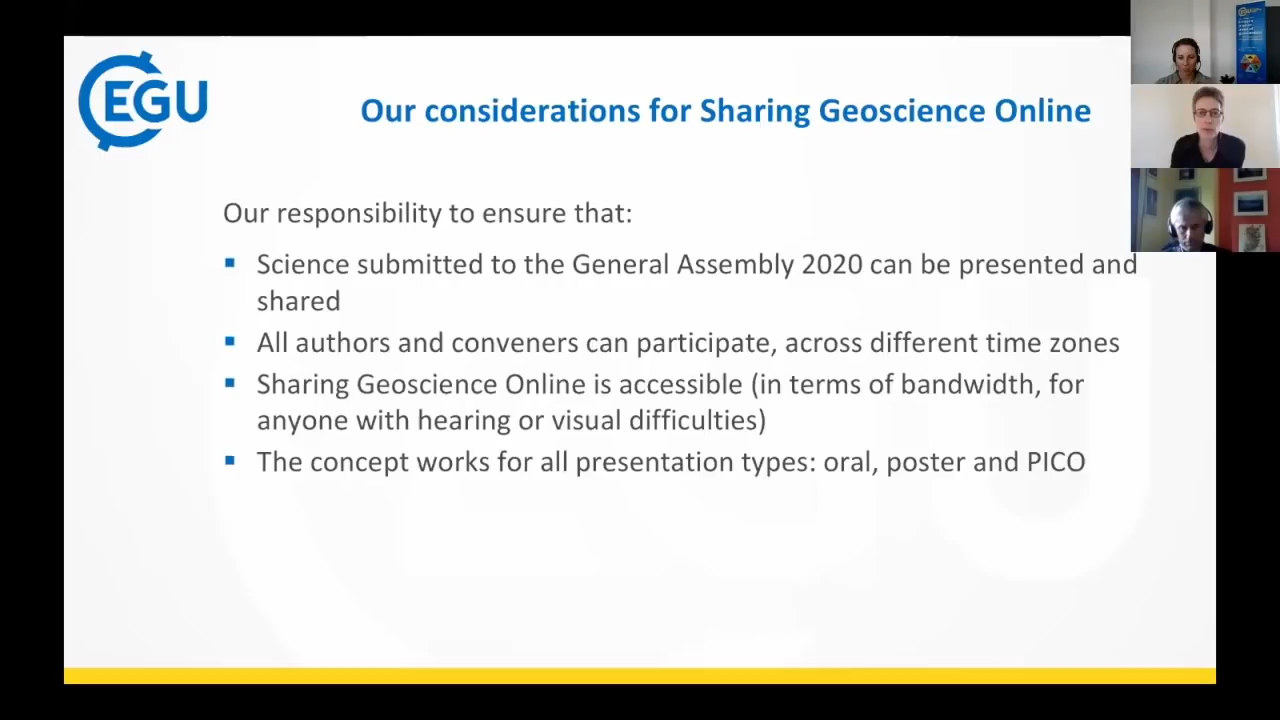 EGU
Our considerations for Sharing Geoscience Online
Our responsibility to ensure that:
Science submitted to the General Assembly 2020 can be presented and
shared
All authors and conveners can participate, across different time zones
Sharing Geoscience Online is accessible (in terms of bandwidth, for
anyone with hearing or visual difficulties)
The concept works for all presentation types: oral, poster and PICO